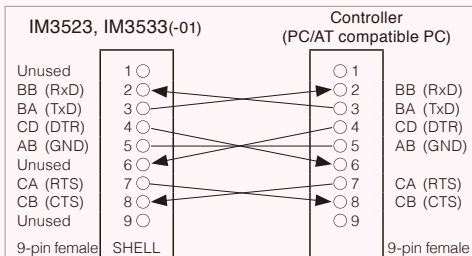 IM3523, IM3533(-01)
Controller
(PC/AT compatible PC)
Unused 1 1
BB (RxD) 2 2 BB (RxD)
BA (TxD) 3 3 BA (TxD)
CD (DTR) 4 4 CD (DTR)
AB (GND) 5 5 AB (GND)
Unused 6 6
CA (RTS) 7 7 CA (RTS)
CB (CTS) 8 8 CB (CTS)
Unused 9 9
9-pin female SHELL 9-pin female